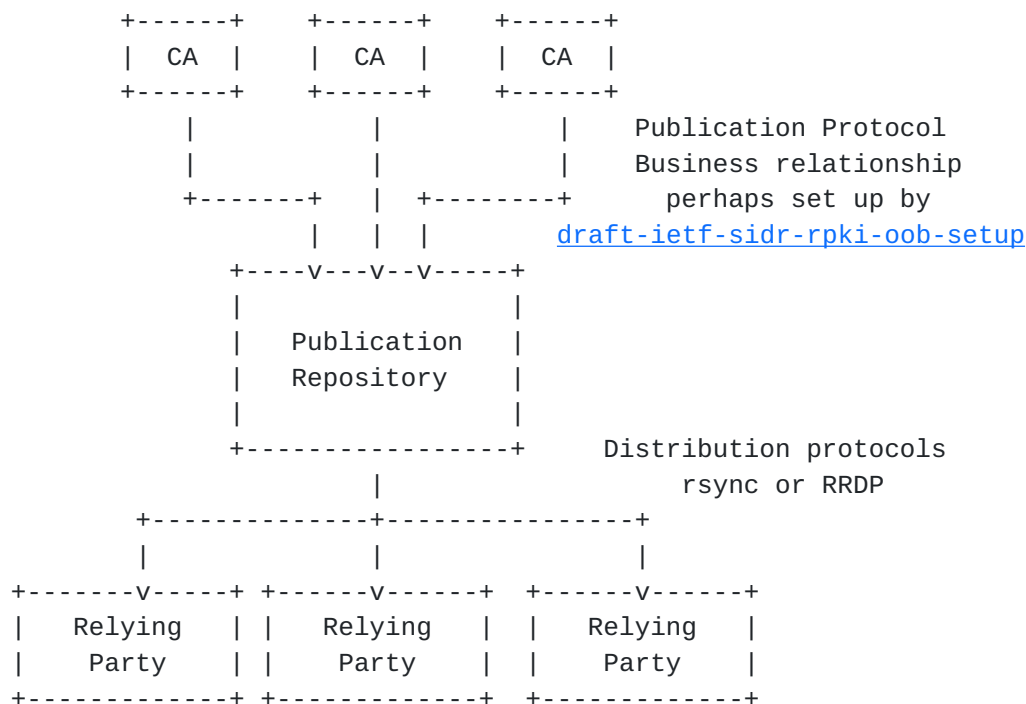 CA CA CA
Publication Protocol
Business relationship
perhaps set up by
draft-ietf-sidr-rpki-oob-setup
Publication
Repository
Distribution protocols
rsync or RRDP
Relying Relying Relying
Party Party Party